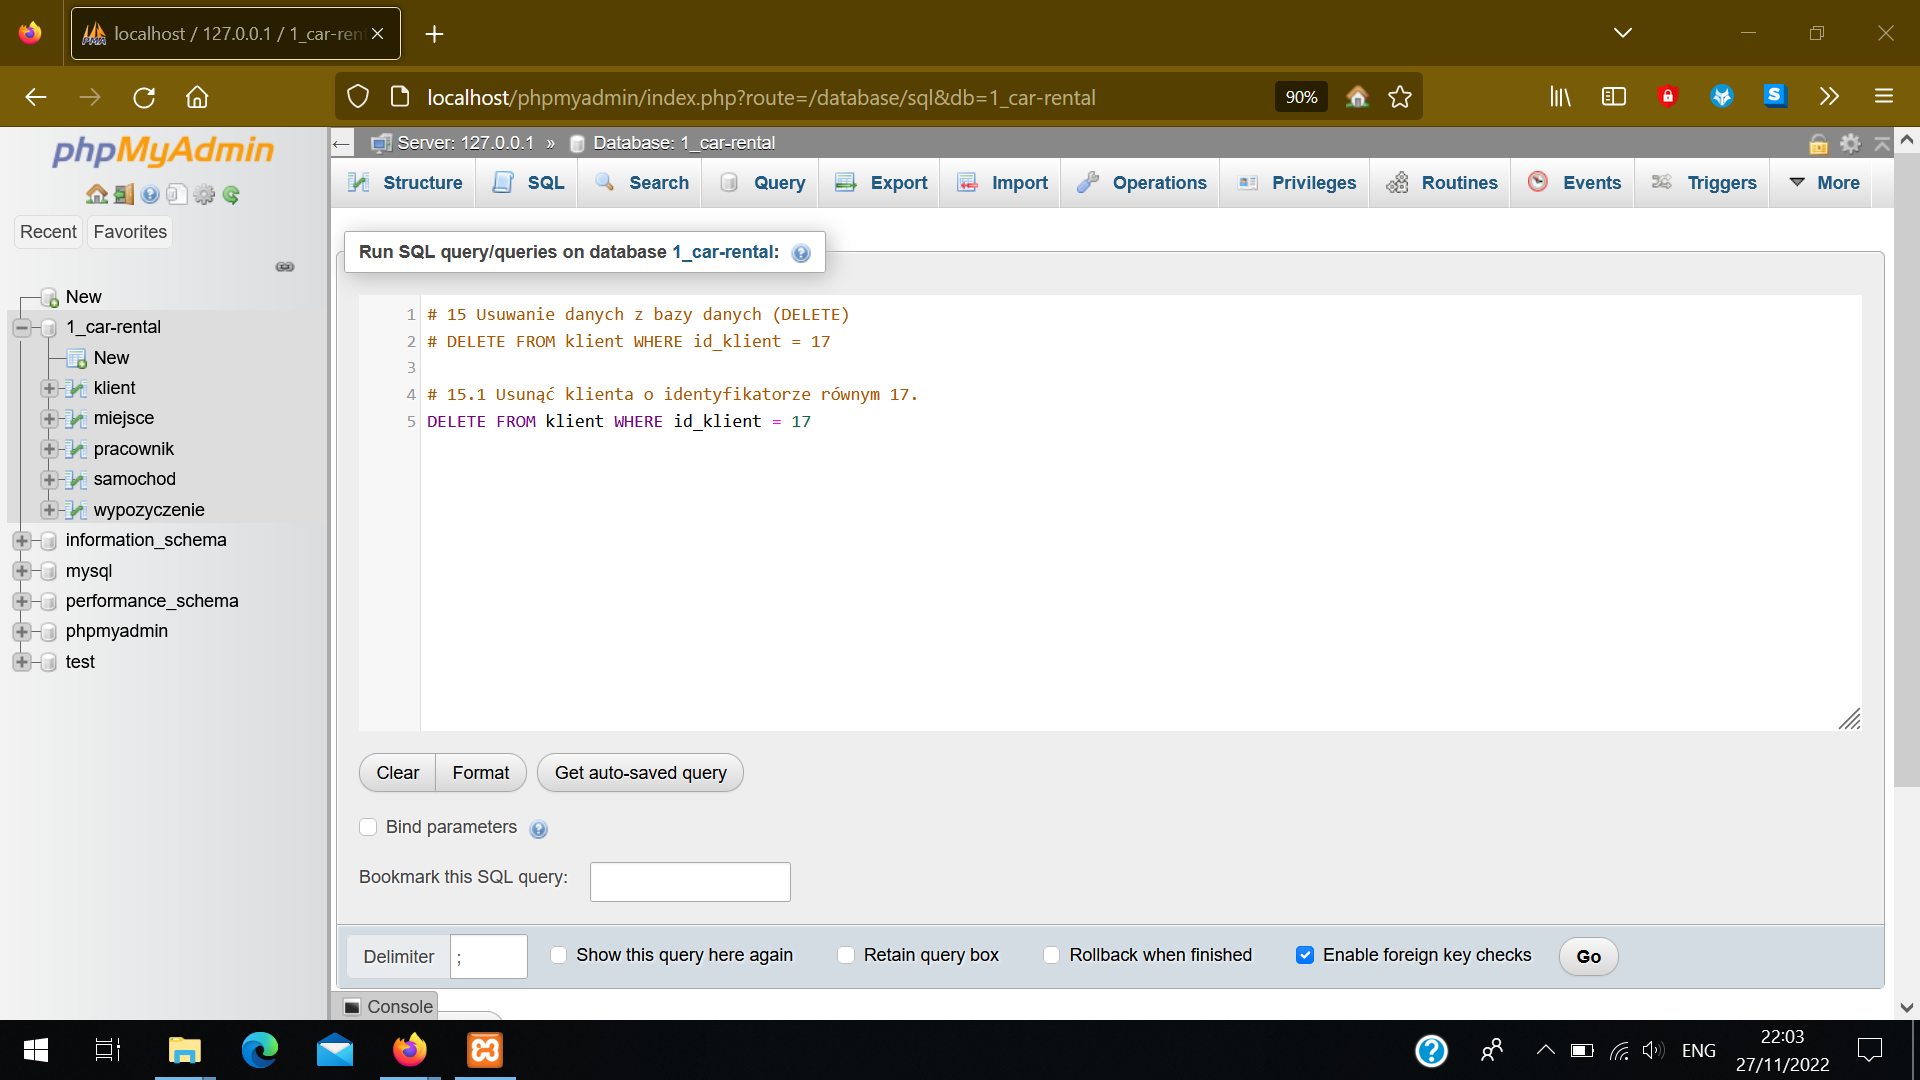 localhost / 127.0.0.1 / 1_car-ren
localhost/phpmyadmin/index.php?route=/database/sql&db=1_car-rental
90%
phpMyAdmin
Recent
Favorites
New
1_car-rental
New
klient
miejsce
pracownik
samochod
wypozyczenie
information_schema
mysql
performance_schema
phpmyadmin
test
Server: 127.0.0.1 » Database: 1_car-rental
Structure
SQL
Search
Query
Export
Import
Operations
Privileges
Routines
Events
Triggers
More
Run SQL query/queries on database 1_car-rental:
1 # 15 Usuwanie danych z bazy danych (DELETE)
2 # DELETE FROM klient WHERE id_klient = 17
3
4 # 15.1 Usunąć klienta o identyfikatorze równym 17.
5 DELETE FROM klient WHERE id_klient = 17
Clear
Format
Get auto-saved query
Bind parameters
Bookmark this SQL query:
Delimiter ;
Show this query here again
Retain query box
Rollback when finished
Enable foreign key checks
Go
Console
ENG
22:03
27/11/2022